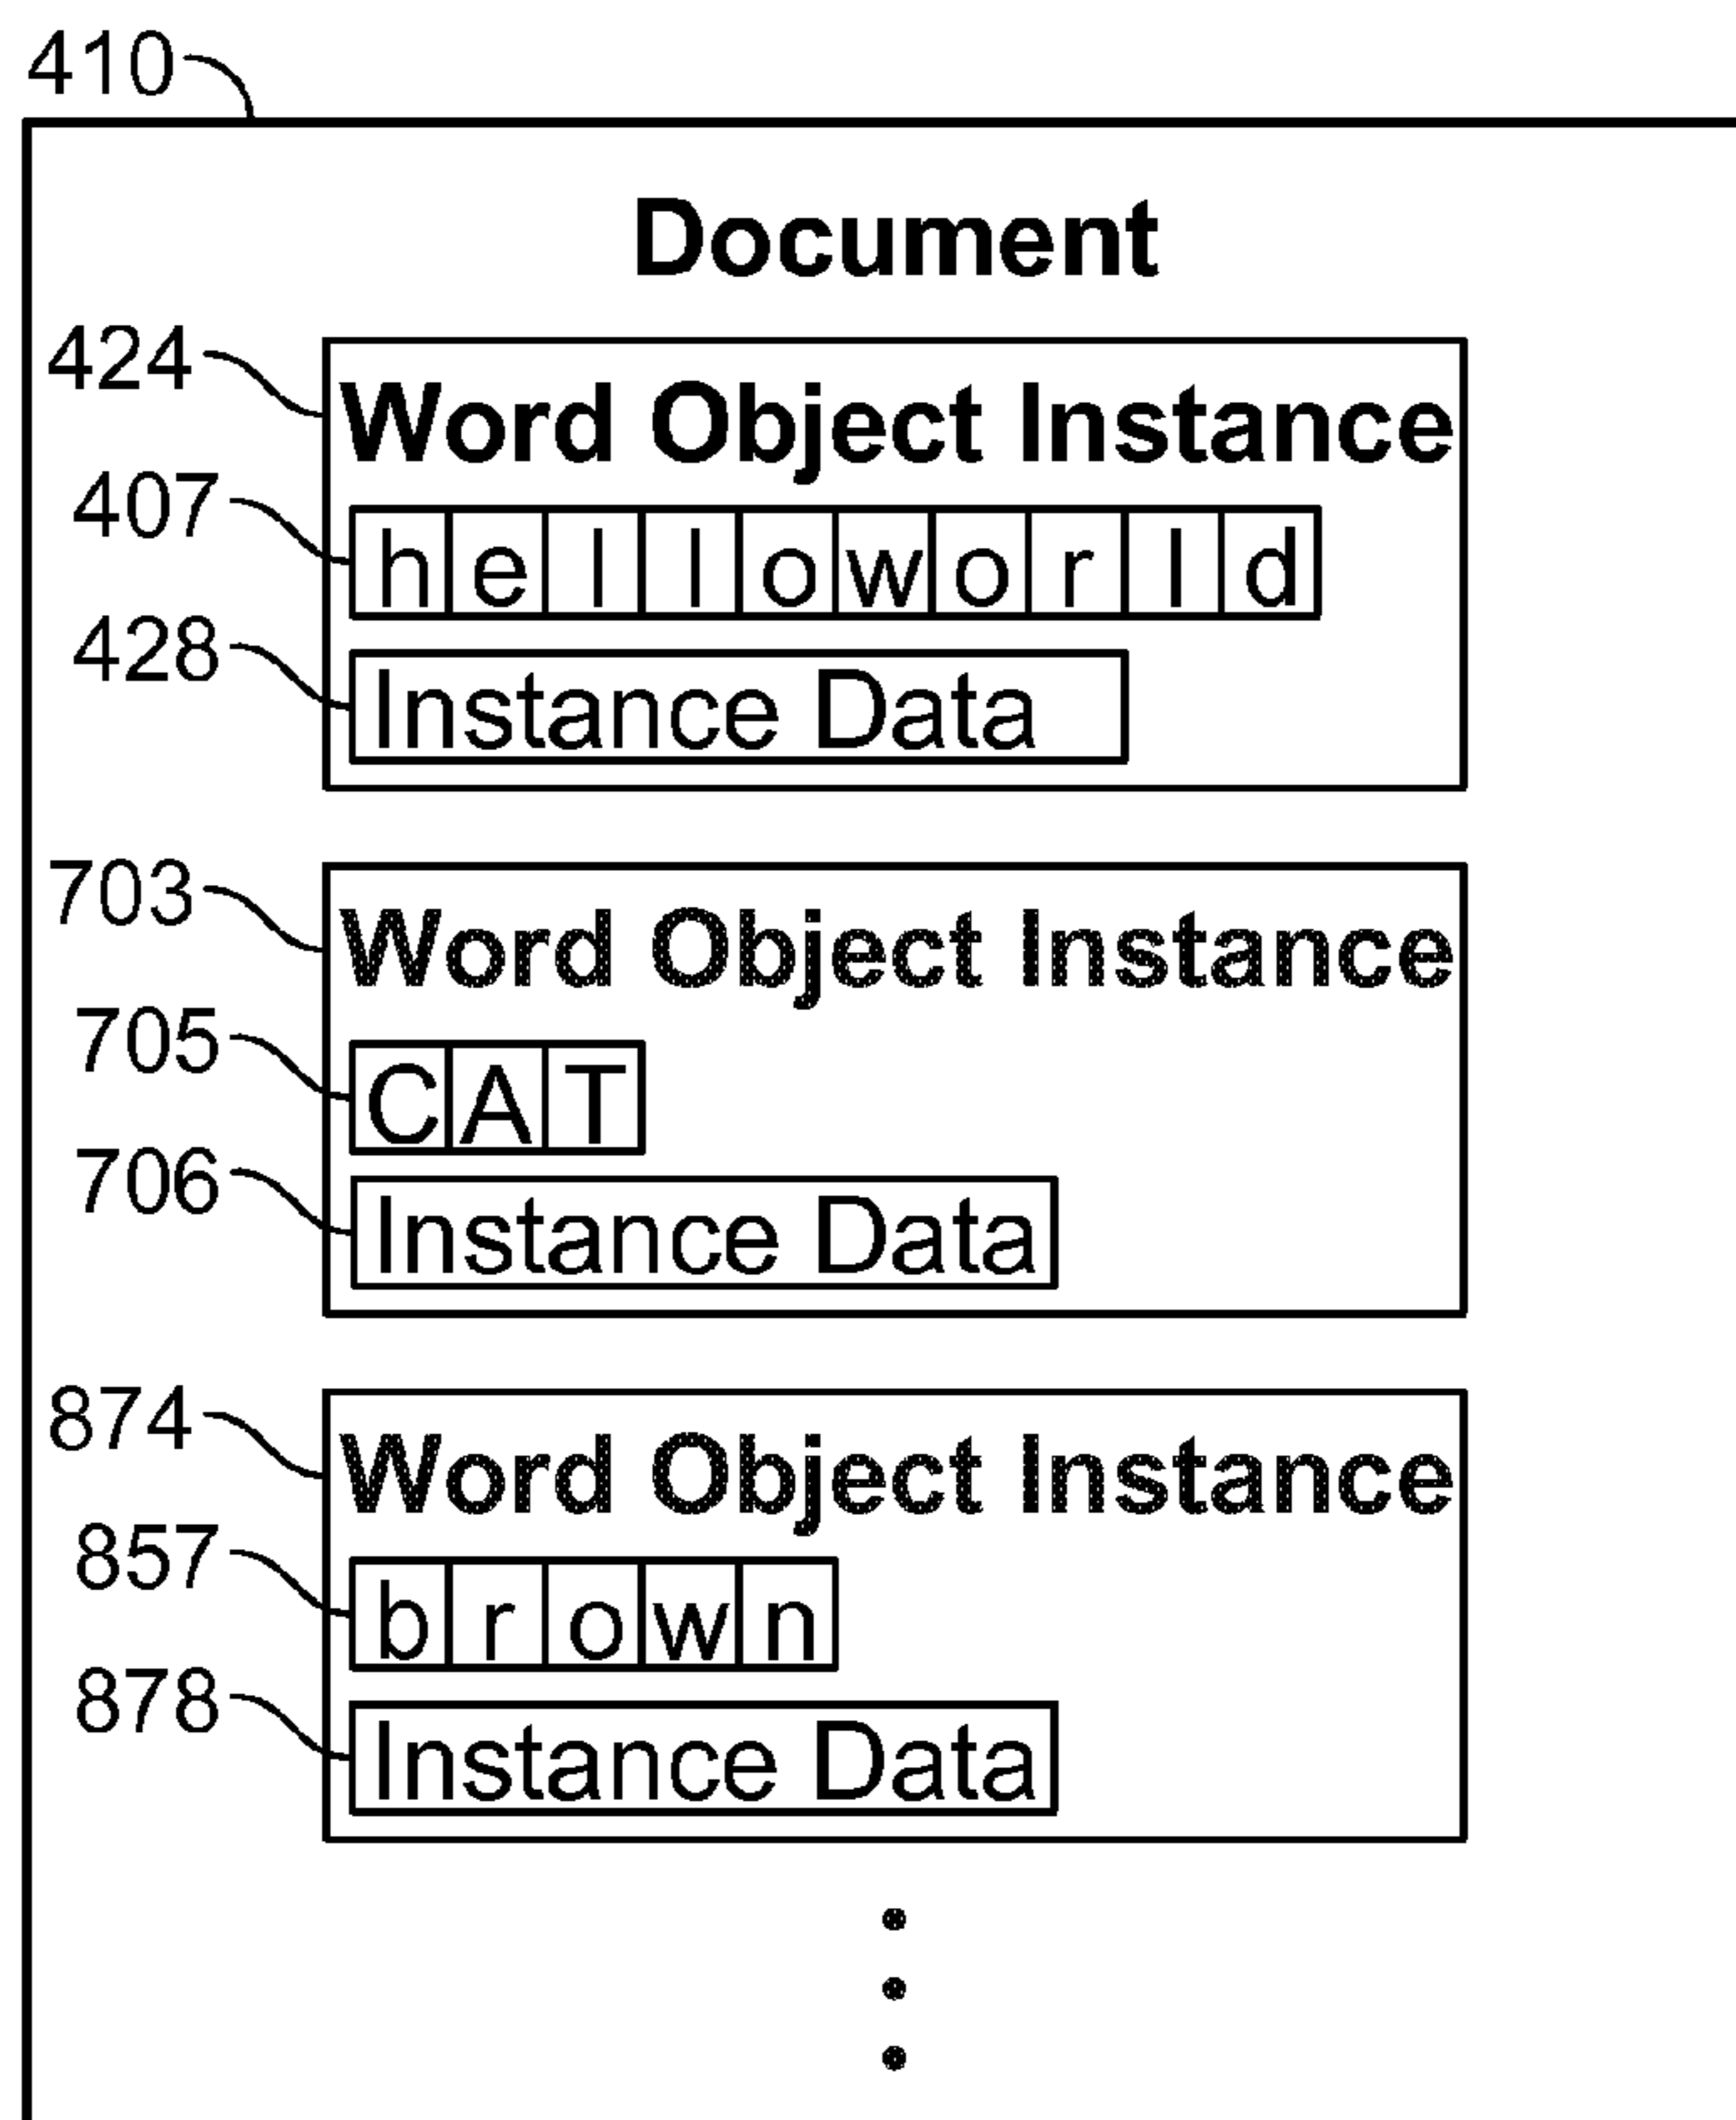 410
Document
424 Word Object Instance
407 h e l l o w o r l d
428 Instance Data
703 Word Object Instance
705 C A T
706 Instance Data
874 Word Object Instance
857 b r o w n
878 Instance Data